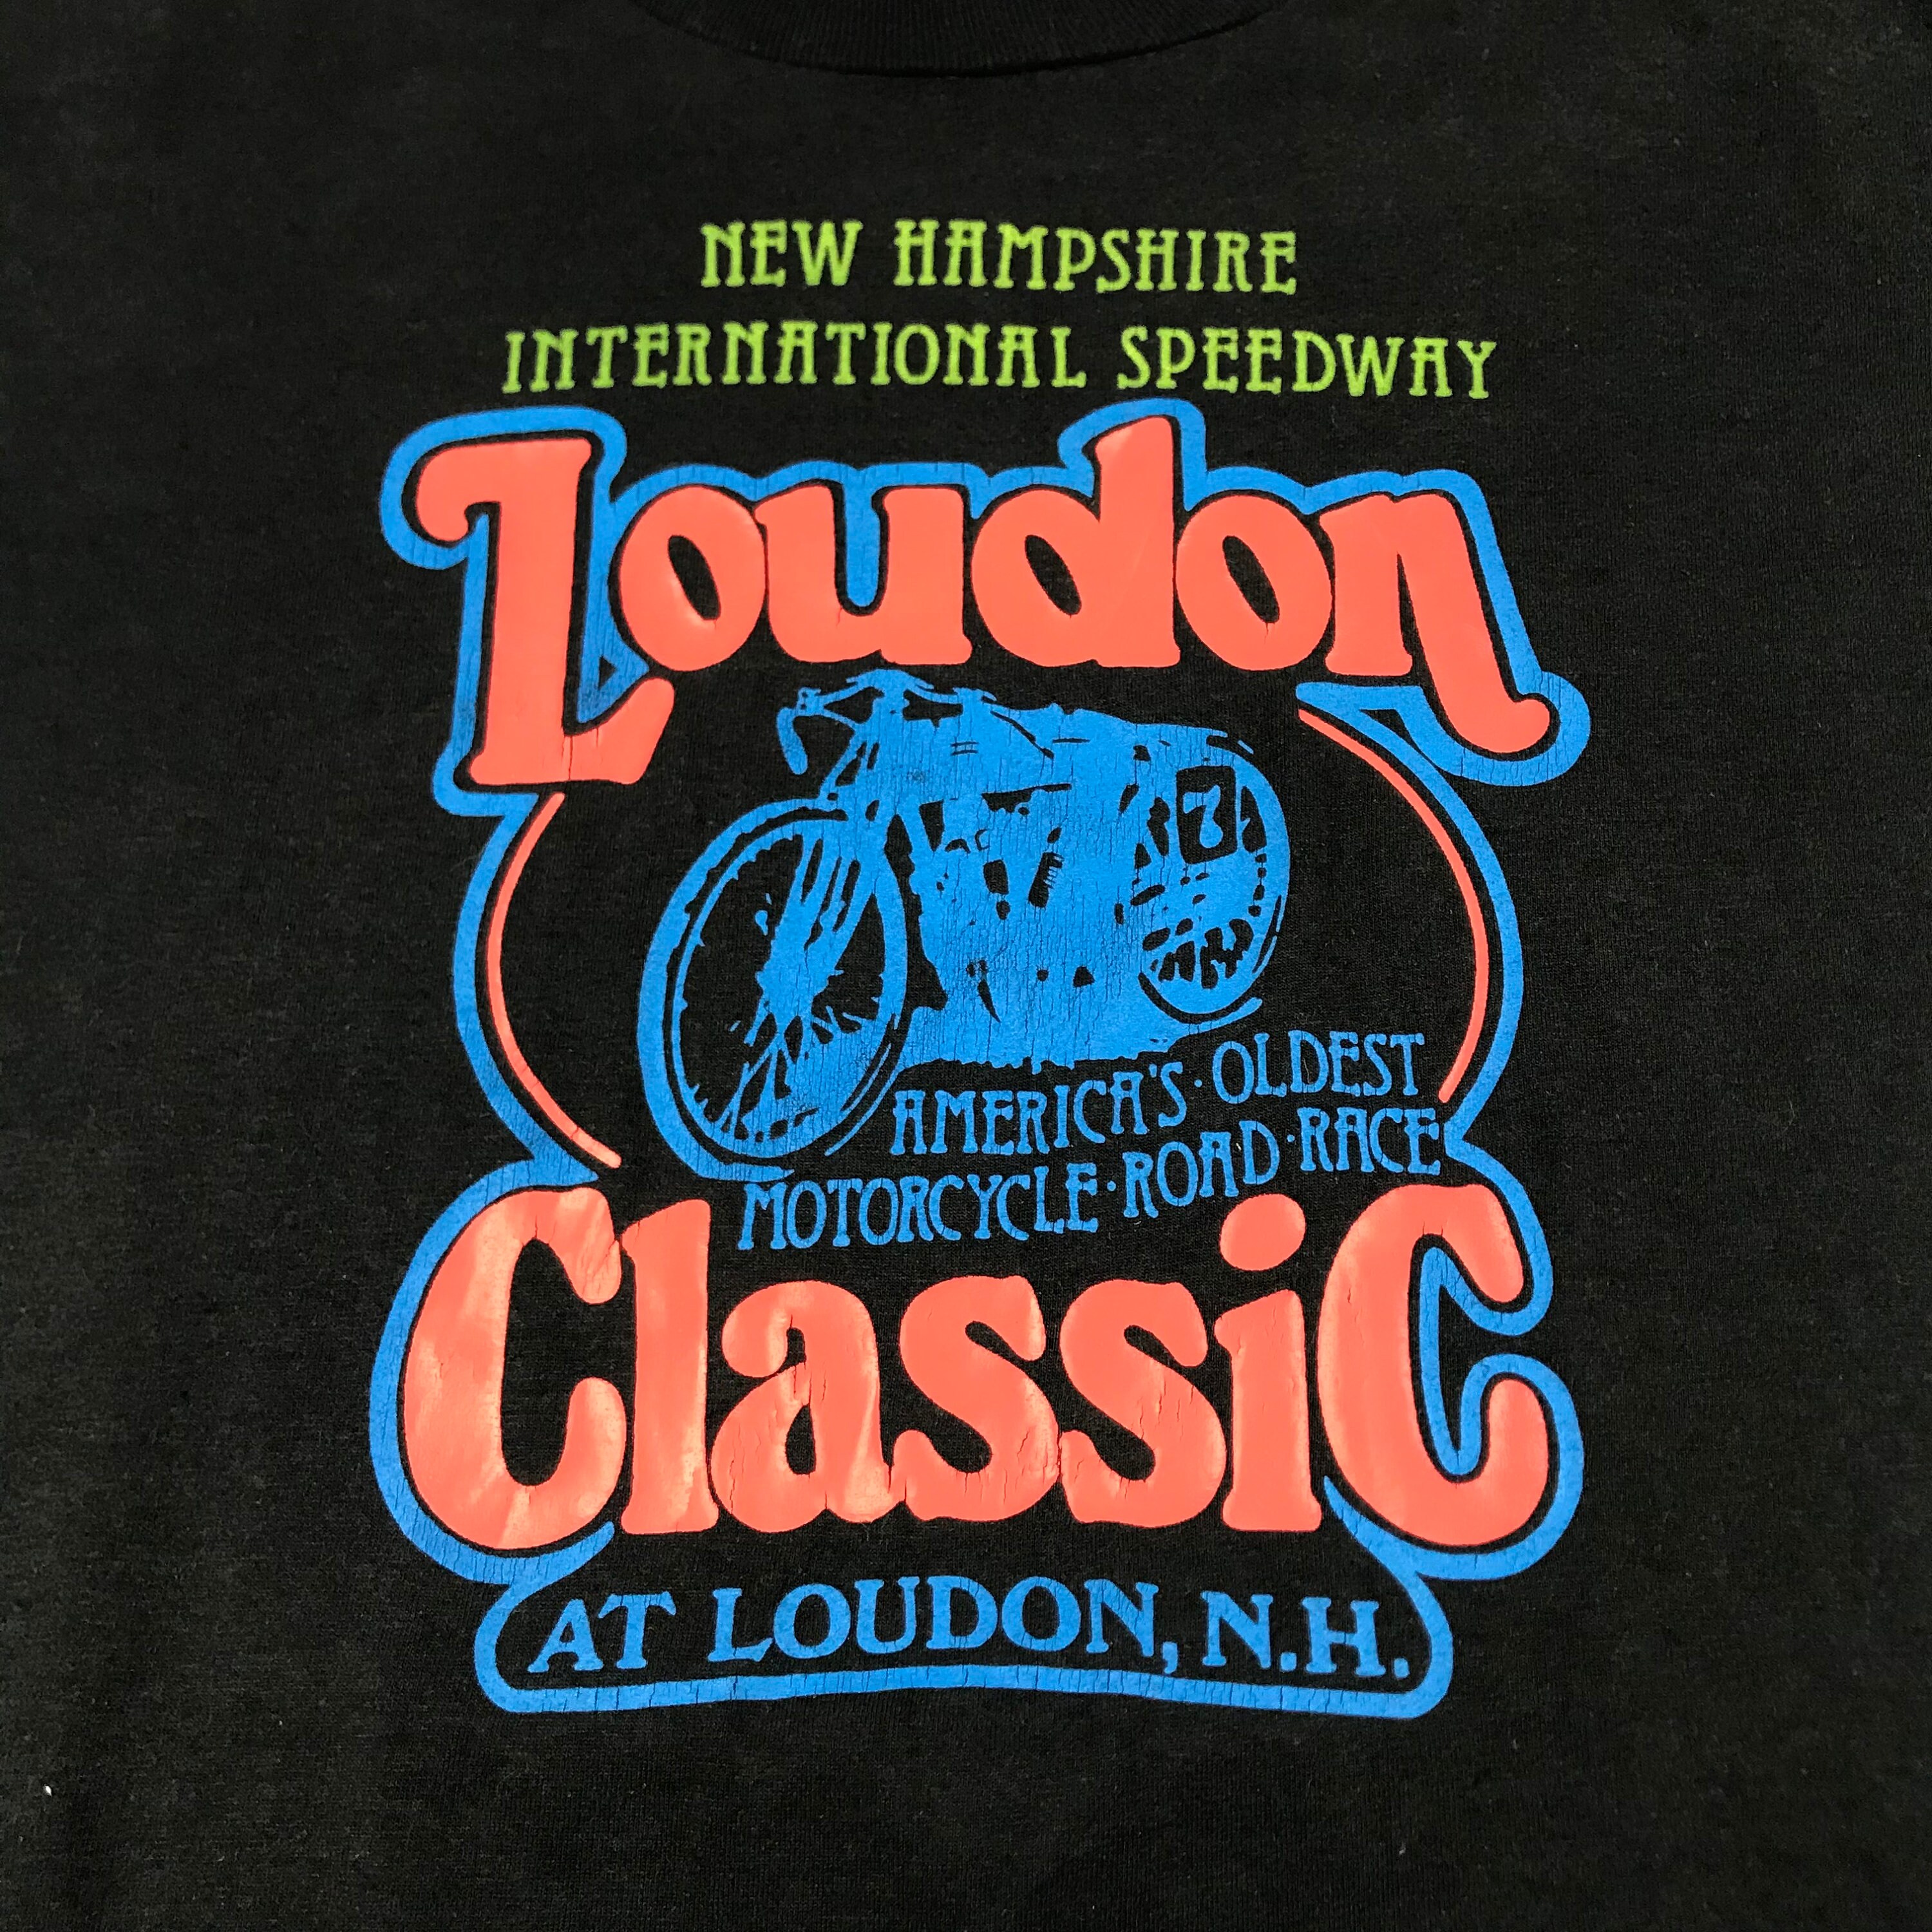 NEW HAMPSHIRE
INTERNATIONAL SPEEDWAY
Loudon
7
AMERICA'S·OLDEST
MOTORCYCLE·ROAD·RACE
ClassiC
AT LOUDON, N.H.